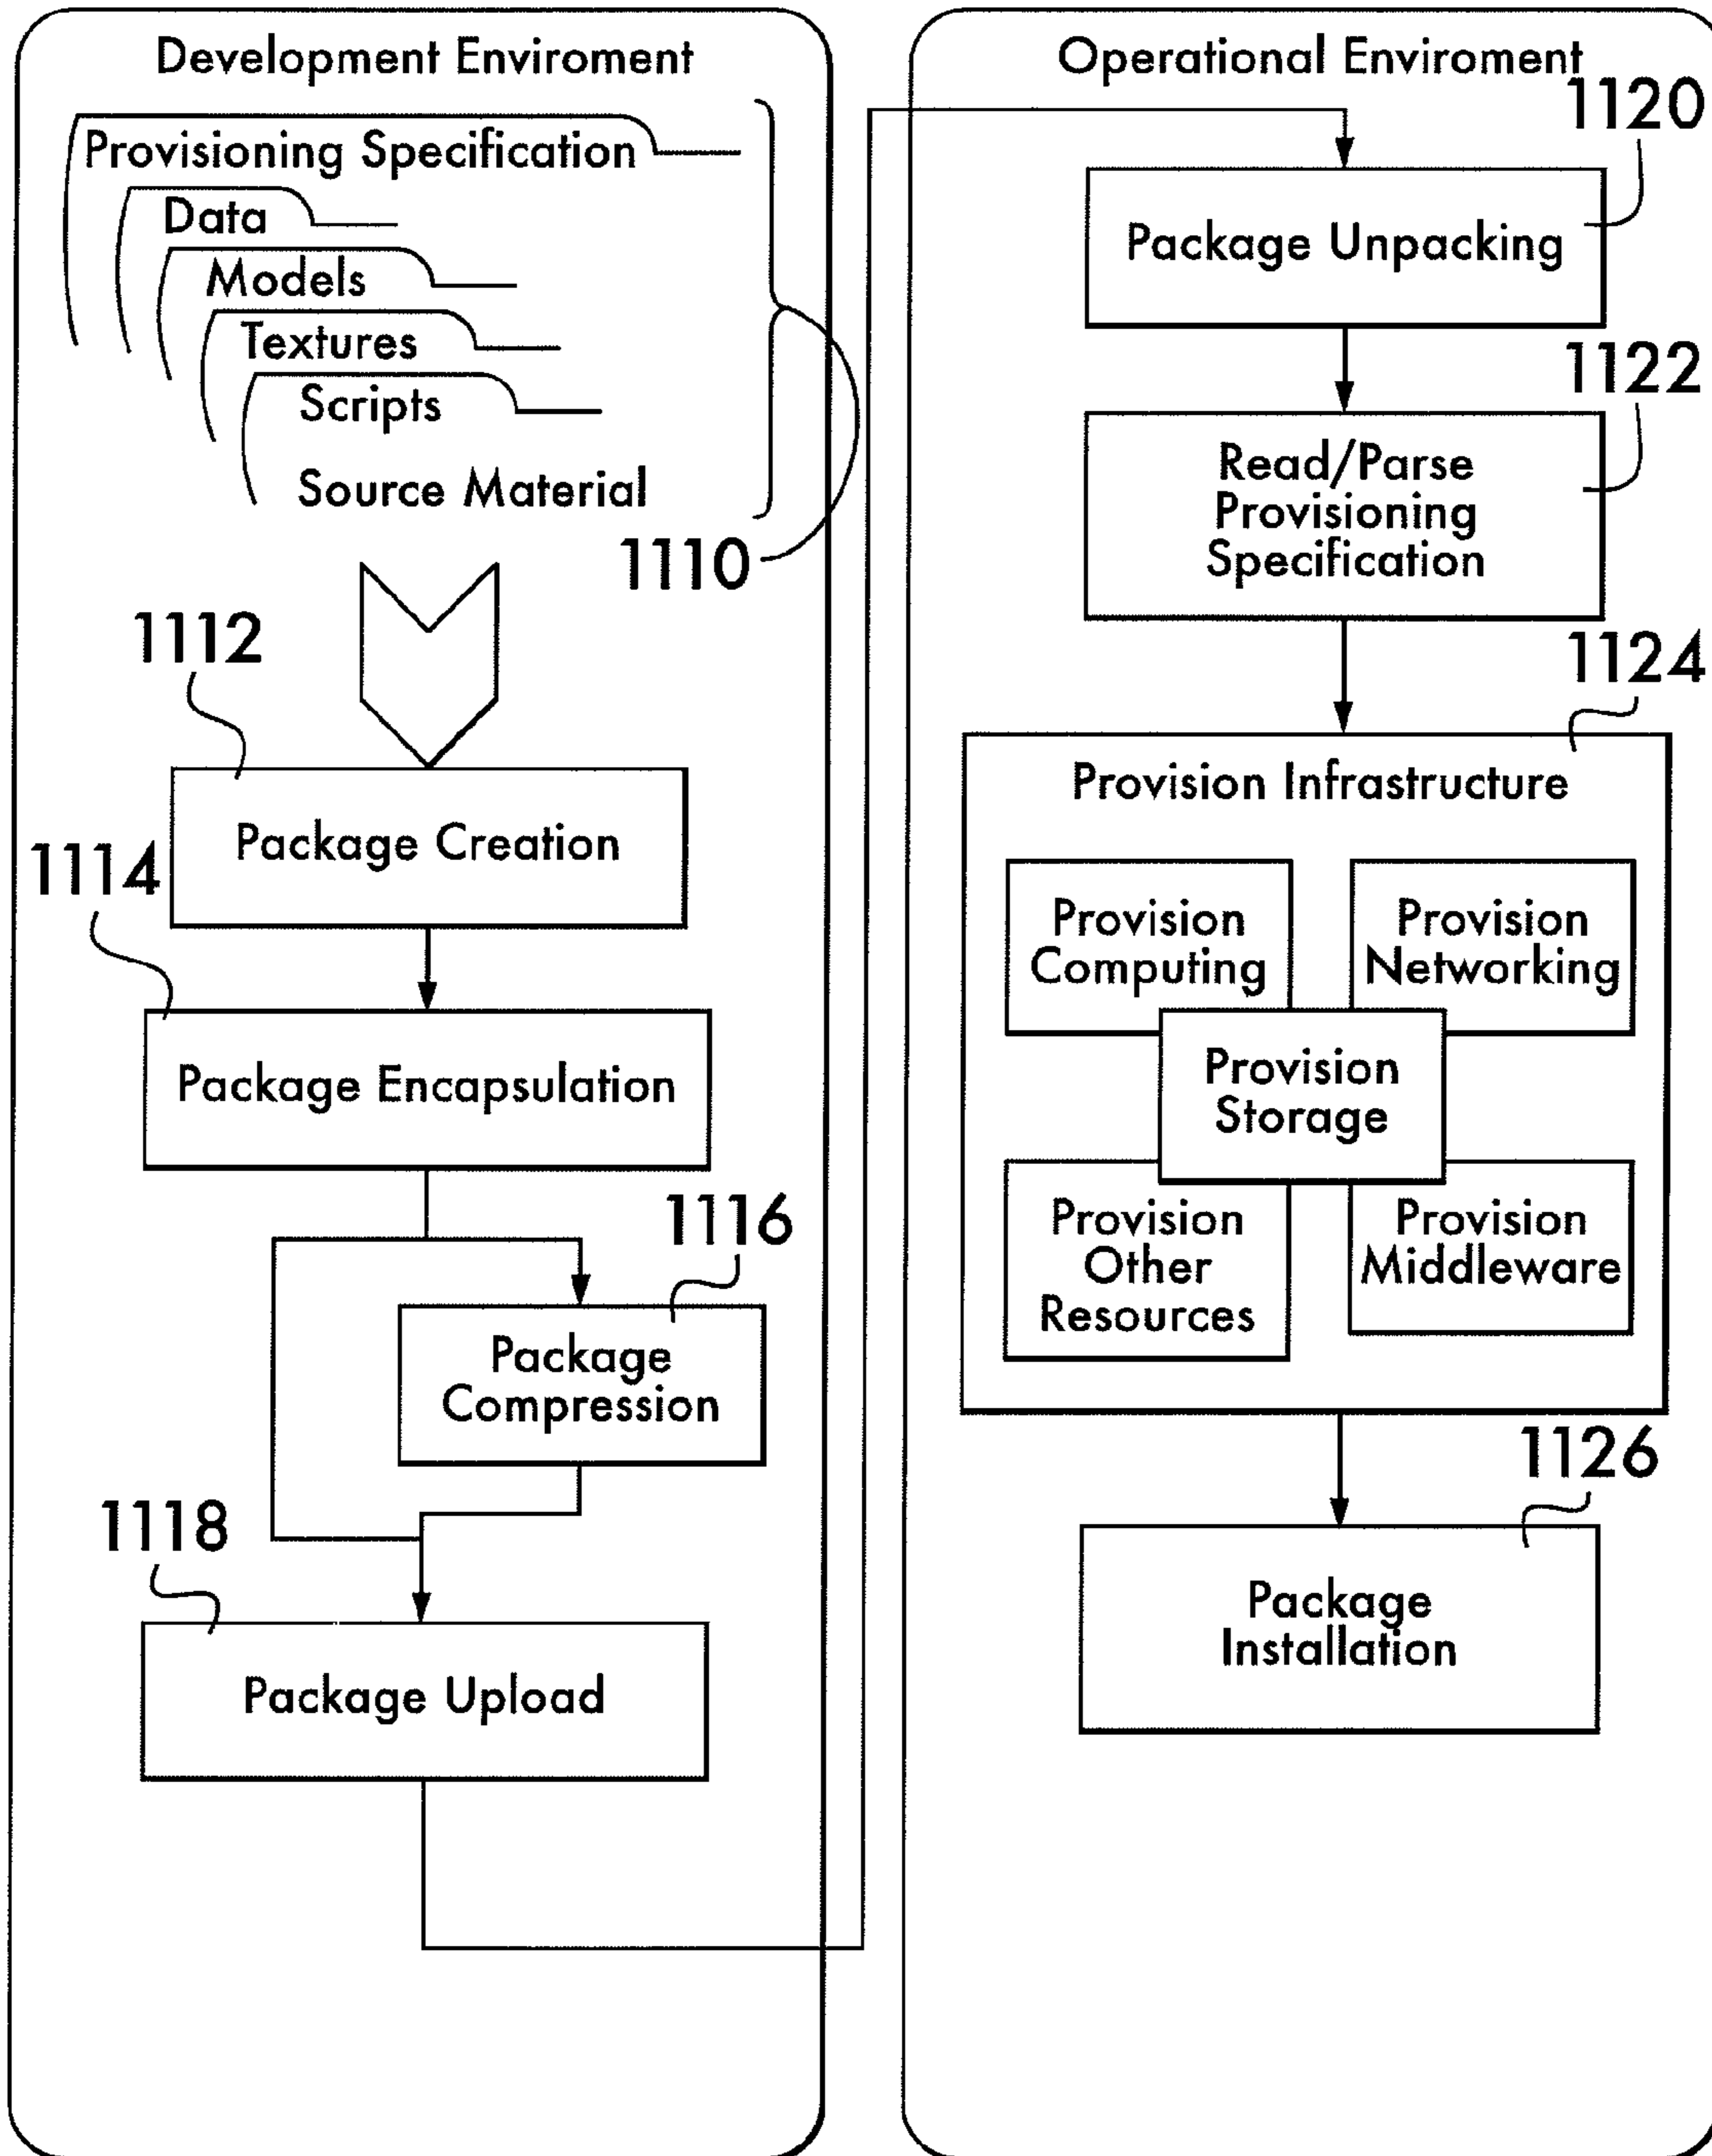 Development Enviroment
Provisioning Specification
Data
Models
Textures
Scripts
Source Material
1110
1112
Package Creation
1114
Package Encapsulation
1116
Package
Compression
1118
Package Upload
Operational Enviroment
1120
Package Unpacking
1122
Read/Parse
Provisioning
Specification
1124
Provision Infrastructure
Provision
Computing
Provision
Networking
Provision
Storage
Provision
Other
Resources
Provision
Middleware
1126
Package
Installation